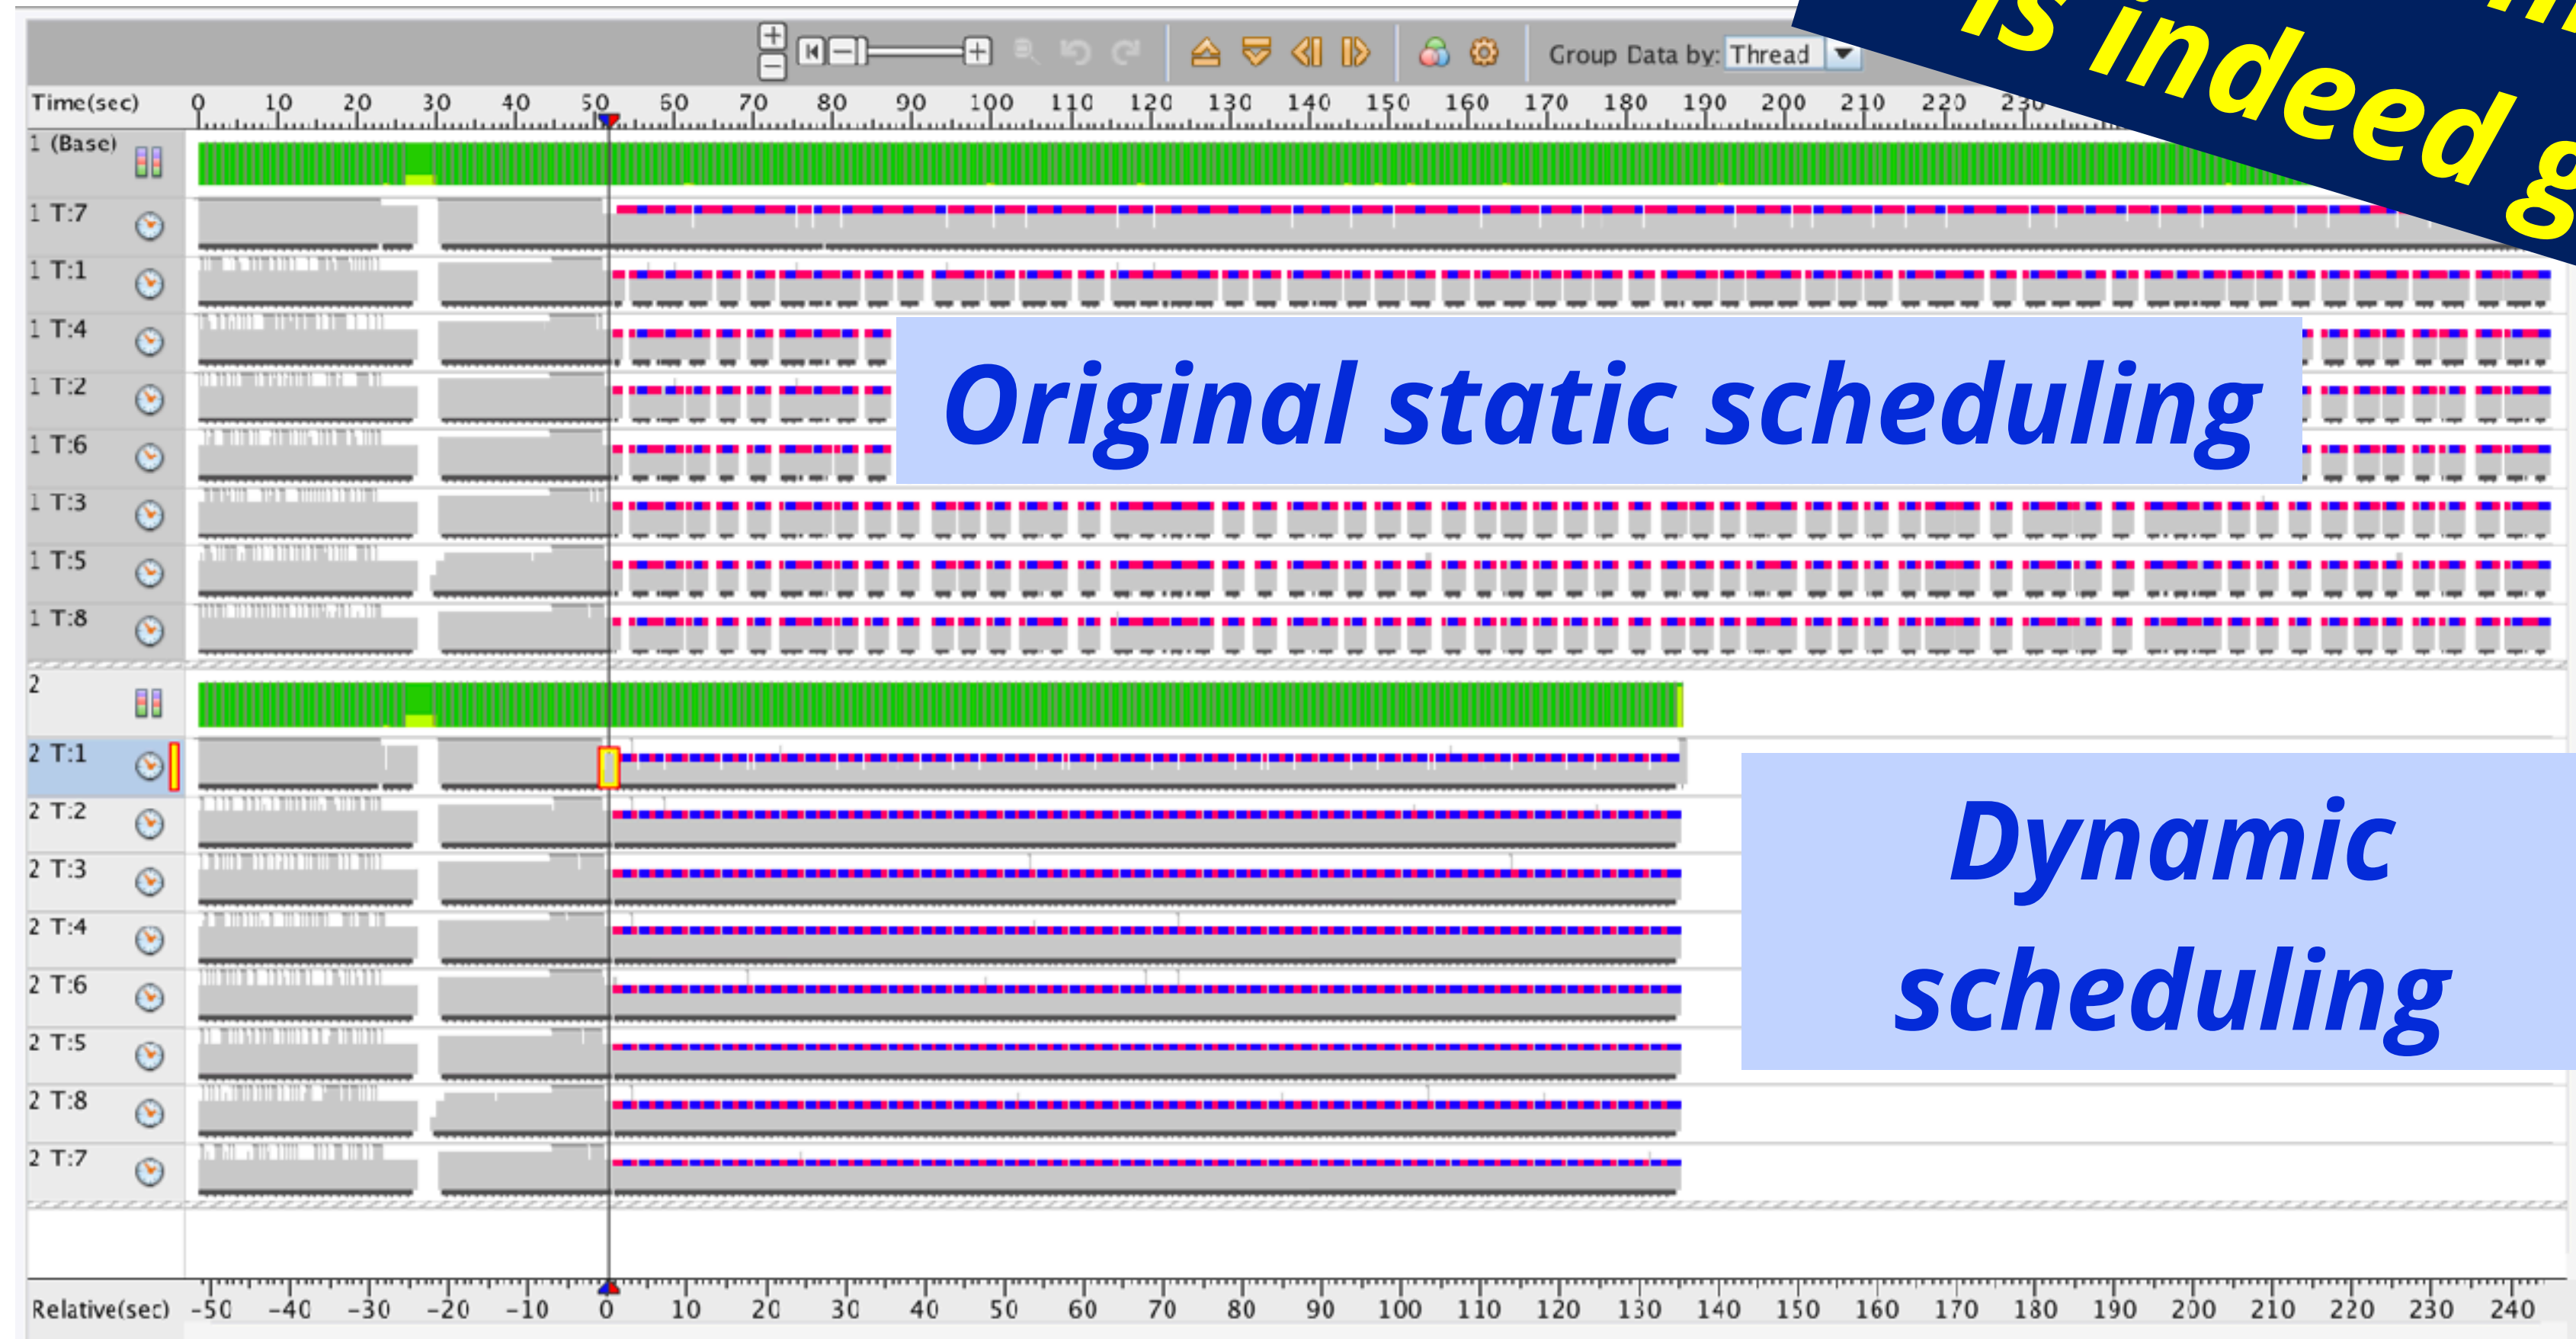 is indeed
Group Data by: Thread
Time(sec) 0 10 20 30 40 50 60 70 80 90 100 110 120 130 140 150 160 170 180 190 200 210 220 230
1 (Base)
1 T:7
1 T:1
1 T:4
1 T:2
Original static scheduling
1 T:6
1 T:3
1 T:5
1 T:8
2
2 T:1
2 T:2
Dynamic
2 T:3
2 T:4
2 T:6
scheduling
2 T:5
2 T:8
2 T:7
Relative(sec) -50 -40 -30 -20 -10 0 10 20 30 40 50 60 70 80 90 100 110 120 130 140 150 160 170 180 190 200 210 220 230 240